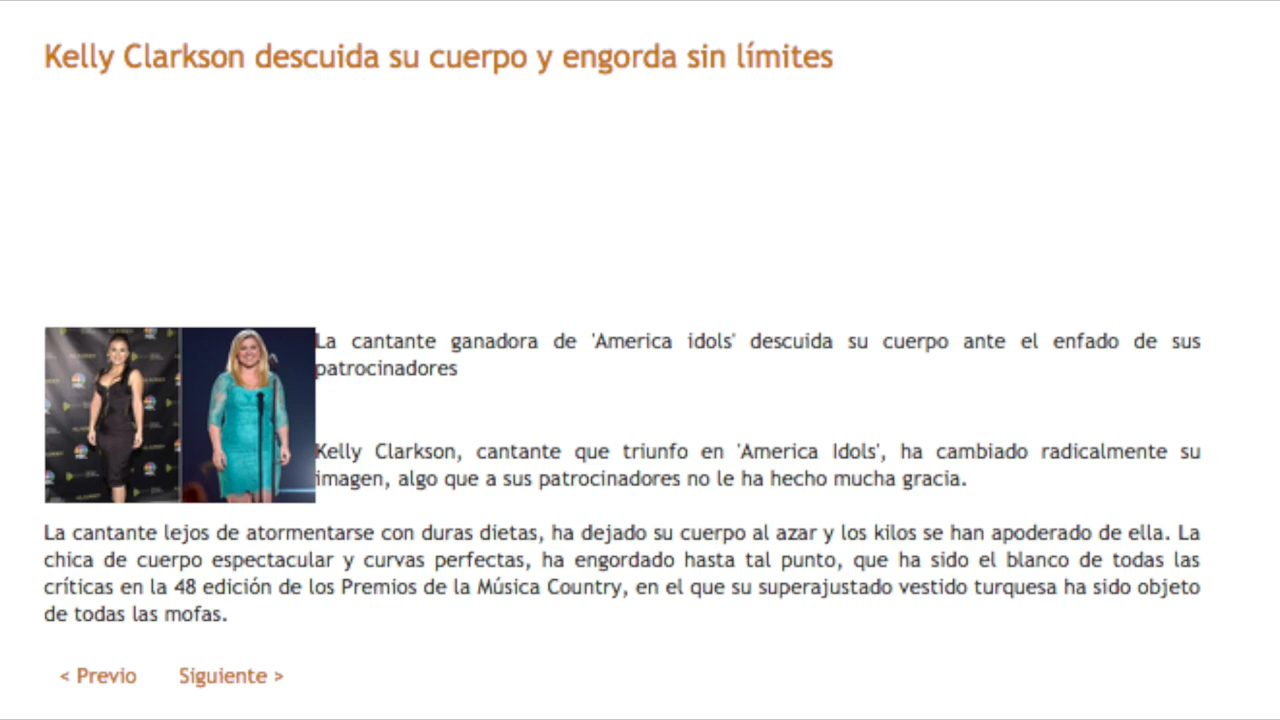 Kelly Clarkson descuida su cuerpo y engorda sin límites
La cantante ganadora de 'America idols' descuida su cuerpo ante el enfado de sus
patrocinadores
Kelly Clarkson, cantante que triunfo en 'America Idols', ha cambiado radicalmente su
imagen, algo que a sus patrocinadores no le ha hecho mucha gracia.
La cantante lejos de atormentarse con duras dietas, ha dejado su cuerpo al azar y los kilos se han apoderado de ella. La
chica de cuerpo espectacular y curvas perfectas, ha engordado hasta tal punto, que ha sido el blanco de todas las
críticas en la 48 edición de los Premios de la Música Country, en el que su superajustado vestido turquesa ha sido objeto
de todas las mofas.
< Previo Siguiente >